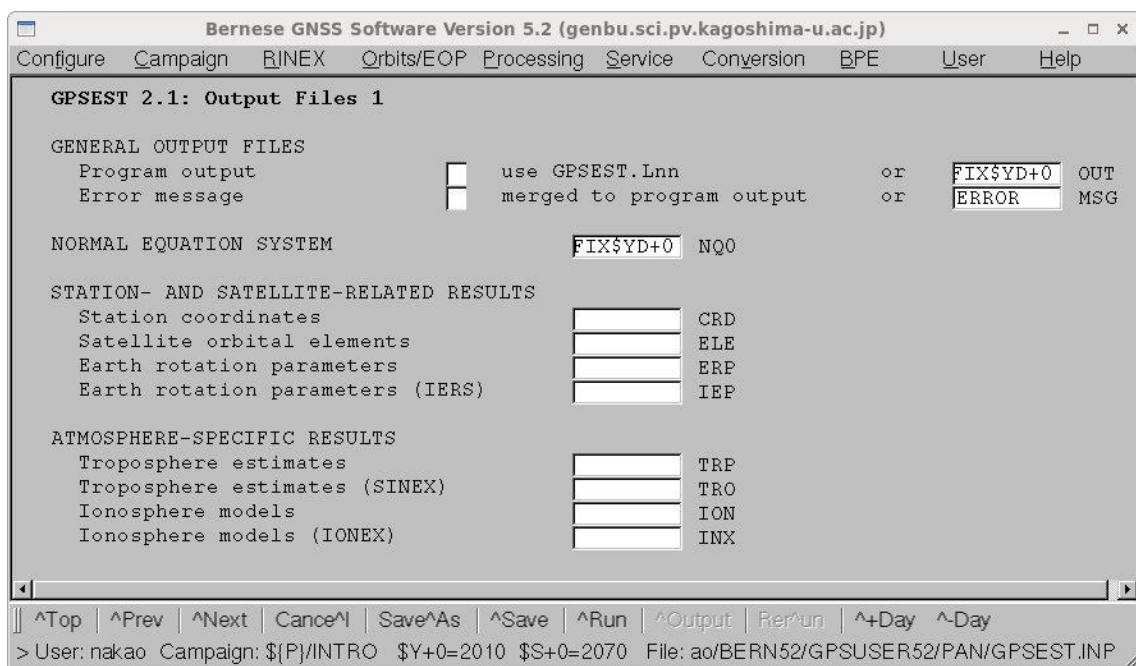 Bernese GNSS Software Version 5.2 (genbu.sci.pv.kagoshima-u.ac.jp)
Configure Campaign RINEX Orbits/EOP Processing Service Conversion BPE User Help
GPSEST 2.1: Output Files 1
GENERAL OUTPUT FILES
Program output use GPSEST.Lnn or FIX$YD+0 OUT
Error message merged to program output or ERROR MSG
NORMAL EQUATION SYSTEM FIX$YD+0 NQ0
STATION- AND SATELLITE-RELATED RESULTS
Station coordinates CRD
Satellite orbital elements ELE
Earth rotation parameters ERP
Earth rotation parameters (IERS) IEP
ATMOSPHERE-SPECIFIC RESULTS
Troposphere estimates TRP
Troposphere estimates (SINEX) TRO
Ionosphere models ION
Ionosphere models (IONEX) INX
^Top | ^Prev | ^Next | Cance^l | Save^As | ^Save | ^Run | ^Output | Rer^un | ^+Day ^-Day
> User: nakao Campaign: ${P}/INTRO $Y+0=2010 $S+0=2070 File: ao/BERN52/GPSUSER52/PAN/GPSEST.INP